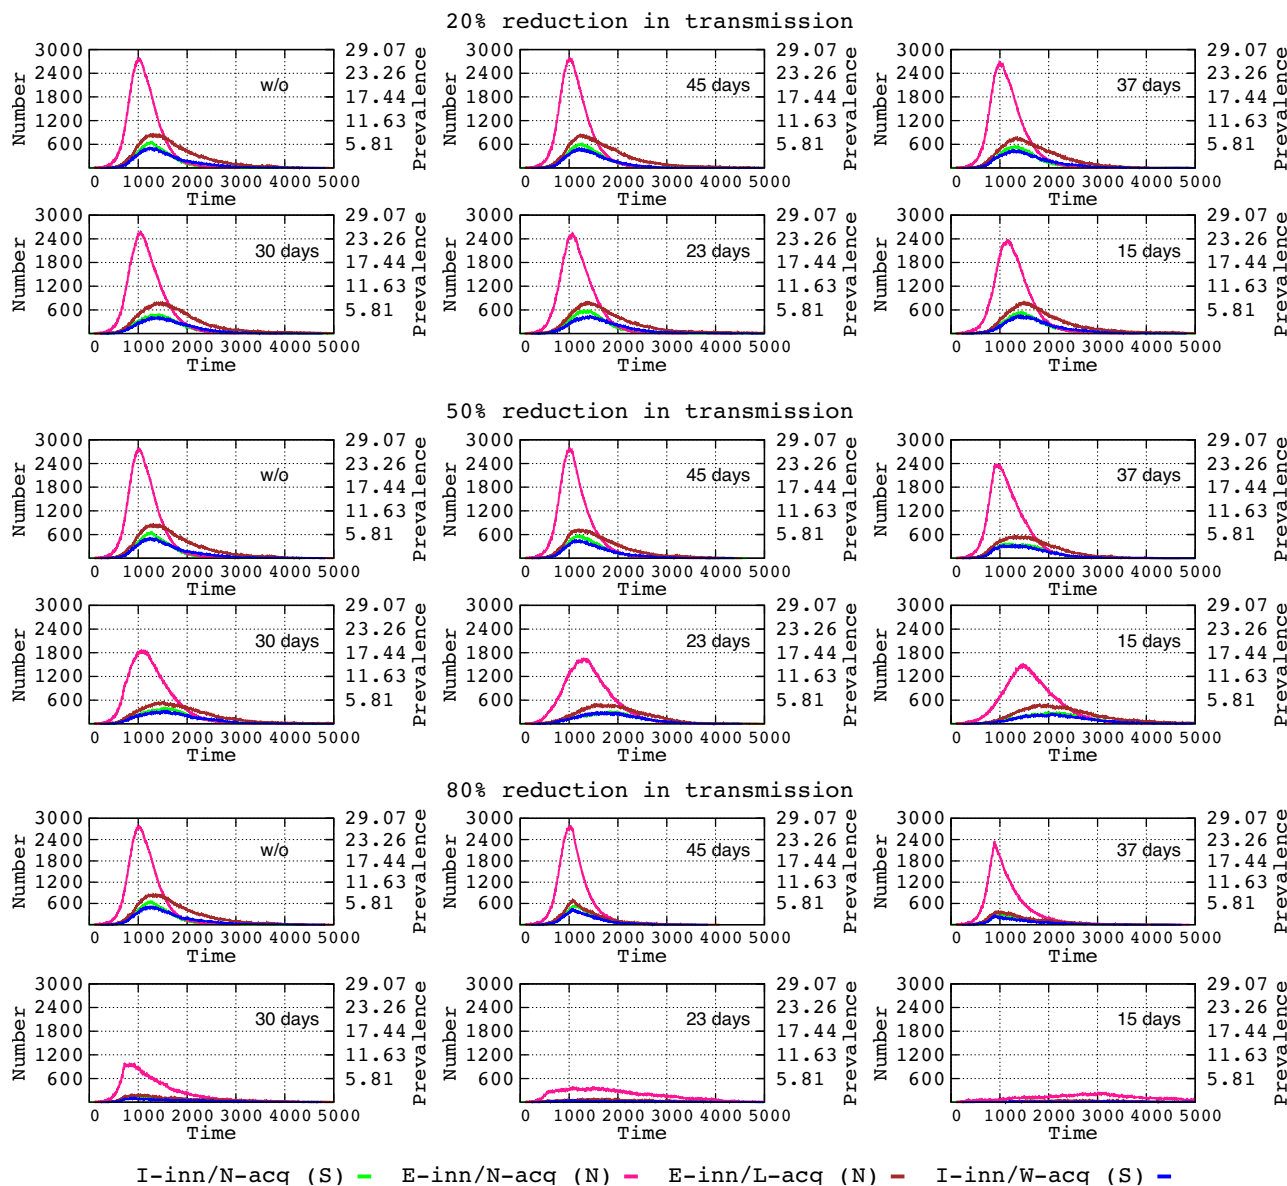 20% reduction in transmission
3000 2400 1800 1200 600
Number
w/o
29.07 23.26 17.44 11.63 5.81
Prevalence
0 1000 2000 3000 4000 5000
Time
3000 2400 1800 1200 600
Number
45 days
29.07 23.26 17.44 11.63 5.81
Prevalence
0 1000 2000 3000 4000 5000
Time
3000 2400 1800 1200 600
Number
37 days
29.07 23.26 17.44 11.63 5.81
Prevalence
0 1000 2000 3000 4000 5000
Time
3000 2400 1800 1200 600
Number
30 days
29.07 23.26 17.44 11.63 5.81
Prevalence
0 1000 2000 3000 4000 5000
Time
3000 2400 1800 1200 600
Number
23 days
29.07 23.26 17.44 11.63 5.81
Prevalence
0 1000 2000 3000 4000 5000
Time
3000 2400 1800 1200 600
Number
15 days
29.07 23.26 17.44 11.63 5.81
Prevalence
0 1000 2000 3000 4000 5000
Time
50% reduction in transmission
3000 2400 1800 1200 600
Number
w/o
29.07 23.26 17.44 11.63 5.81
Prevalence
0 1000 2000 3000 4000 5000
Time
3000 2400 1800 1200 600
Number
45 days
29.07 23.26 17.44 11.63 5.81
Prevalence
0 1000 2000 3000 4000 5000
Time
3000 2400 1800 1200 600
Number
37 days
29.07 23.26 17.44 11.63 5.81
Prevalence
0 1000 2000 3000 4000 5000
Time
3000 2400 1800 1200 600
Number
30 days
29.07 23.26 17.44 11.63 5.81
Prevalence
0 1000 2000 3000 4000 5000
Time
3000 2400 1800 1200 600
Number
23 days
29.07 23.26 17.44 11.63 5.81
Prevalence
0 1000 2000 3000 4000 5000
Time
3000 2400 1800 1200 600
Number
15 days
29.07 23.26 17.44 11.63 5.81
Prevalence
0 1000 2000 3000 4000 5000
Time
80% reduction in transmission
3000 2400 1800 1200 600
Number
w/o
29.07 23.26 17.44 11.63 5.81
Prevalence
0 1000 2000 3000 4000 5000
Time
3000 2400 1800 1200 600
Number
45 days
29.07 23.26 17.44 11.63 5.81
Prevalence
0 1000 2000 3000 4000 5000
Time
3000 2400 1800 1200 600
Number
37 days
29.07 23.26 17.44 11.63 5.81
Prevalence
0 1000 2000 3000 4000 5000
Time
3000 2400 1800 1200 600
Number
30 days
29.07 23.26 17.44 11.63 5.81
Prevalence
0 1000 2000 3000 4000 5000
Time
3000 2400 1800 1200 600
Number
23 days
29.07 23.26 17.44 11.63 5.81
Prevalence
0 1000 2000 3000 4000 5000
Time
3000 2400 1800 1200 600
Number
15 days
29.07 23.26 17.44 11.63 5.81
Prevalence
0 1000 2000 3000 4000 5000
Time
I-inn/N-acq (S) E-inn/N-acq (N) E-inn/L-acq (N) I-inn/W-acq (S)